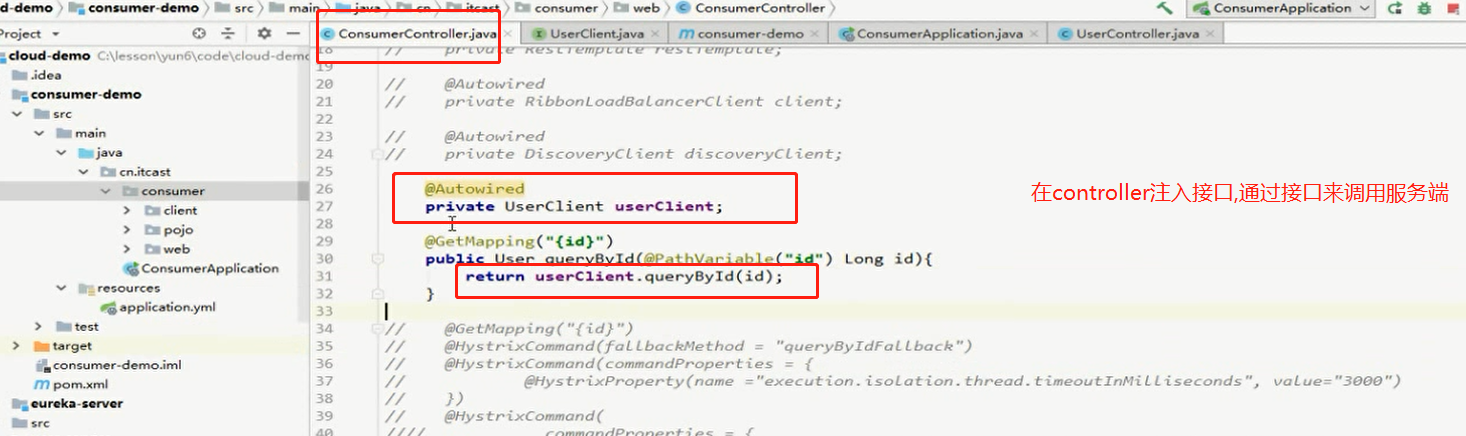 d-demo consumer-demo src main java cn itcast consumer web ConsumerController ConsumerApplication
Project
ConsumerController.java UserClient.java consumer-demo ConsumerApplication.java UserController.java
cloud-demo C:\lesson\yun6\code\cloud-demo
.idea
consumer-demo
src
main
java
cn.itcast
consumer
client
pojo
web
ConsumerApplication
resources
application.yml
test
target
consumer-demo.iml
pom.xml
eureka-server
src
18 // private RestTemplate restTemplate;
19
20 // @Autowired
21 // private RibbonLoadBalancerClient client;
22
23 // @Autowired
24 // private DiscoveryClient discoveryClient;
25
26 @Autowired
27 private UserClient userClient;
28
29 @GetMapping("{id}")
30 public User queryById(@PathVariable("id") Long id){
31 return userClient.queryById(id);
32 }
33
34 // @GetMapping("{id}")
35 // @HystrixCommand(fallbackMethod = "queryByIdFallback")
36 // @HystrixCommand(commandProperties = {
37 // @HystrixProperty(name ="execution.isolation.thread.timeoutInMilliseconds", value="3000")
38 // })
39 // @HystrixCommand(
40 //// commandProperties = {
在controller注入接口,通过接口来调用服务端